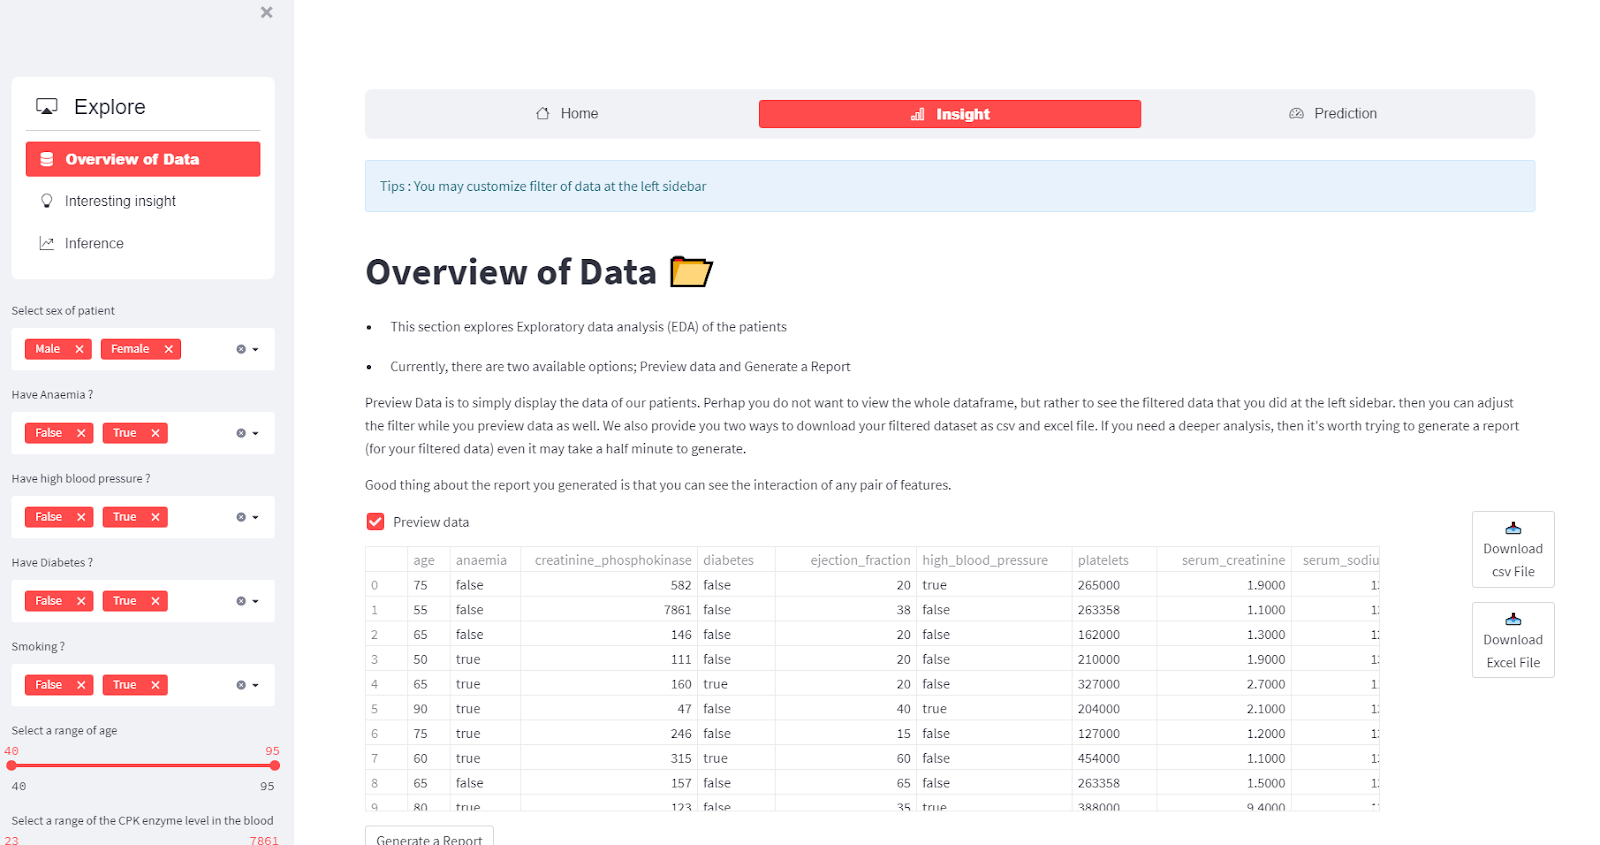 Explore
Overview of Data
Interesting insight
Inference
Select sex of patient
Male Female
Have Anaemia ?
False True
Have high blood pressure ?
False True
Have Diabetes ?
False True
Smoking ?
False True
Select a range of age
40 95
40 95
Select a range of the CPK enzyme level in the blood
23 7861
Home Insight Prediction
Tips : You may customize filter of data at the left sidebar
Overview of Data
This section explores Exploratory data analysis (EDA) of the patients
Currently, there are two available options; Preview data and Generate a Report
Preview Data is to simply display the data of our patients. Perhap you do not want to view the whole dataframe, but rather to see the filtered data that you did at the left sidebar. then you can adjust
the filter while you preview data as well. We also provide you two ways to download your filtered dataset as csv and excel file. If you need a deeper analysis, then it's worth trying to generate a report
(for your filtered data) even it may take a half minute to generate.
Good thing about the report you generated is that you can see the interaction of any pair of features.
Preview data
age anaemia creatinine_phosphokinase diabetes ejection_fraction high_blood_pressure platelets serum_creatinine serum_sodiu
0 75 false 582 false 20 true 265000 1.9000
1 55 false 7861 false 38 false 263358 1.1000
2 65 false 146 false 20 false 162000 1.3000
3 50 true 111 false 20 false 210000 1.9000
4 65 true 160 true 20 false 327000 2.7000
5 90 true 47 false 40 true 204000 2.1000
6 75 true 246 false 15 false 127000 1.2000
7 60 true 315 true 60 false 454000 1.1000
8 65 false 157 false 65 false 263358 1.5000
9 80 true 123 false 35 true 388000 9.4000
Generate a Report
Download
csv File
Download
Excel File